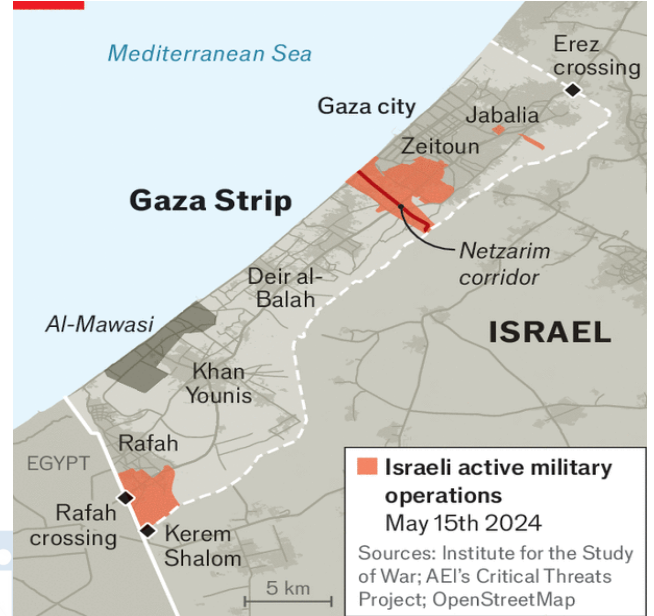 Mediterranean Sea
Erez
crossing
Gaza city
Jabalia
Zeitoun
Gaza Strip
Netzarim
corridor
Deir al-
Balah
Al-Mawasi
ISRAEL
Khan
Younis
Rafah
EGYPT
Rafah
crossing
Kerem
Shalom
5 km
Israeli active military
operations
May 15th 2024
Sources: Institute for the Study
of War; AEI's Critical Threats
Project; OpenStreetMap